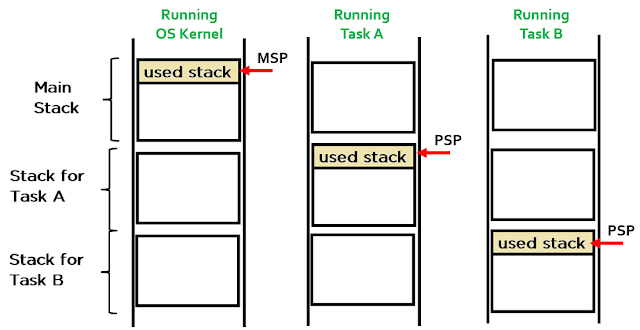 Running
OS Kernel
Running
Task A
Running
Task B
Main
Stack
used stack
MSP
Stack for
Task A
used stack
PSP
Stack for
Task B
used stack
PSP